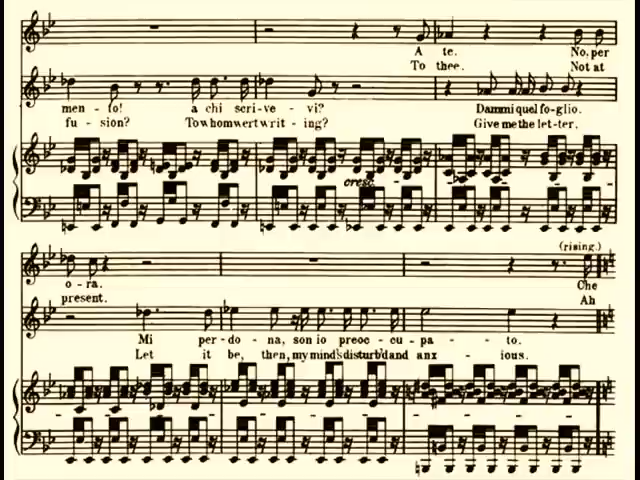 A te. No. per
To thee. Not at
men - to! a chi scri - ve - vi? Dammi quel fo - glio.
fu - sion? To whom wert writ - ing? Give me the let - ter.
cresc.
(rising.)
o - ra. Che
present. Ah
Mi per - do - na, son io preoc - cu - pa - to.
Let it be, then, my mind's disturb'd and anx - ious.